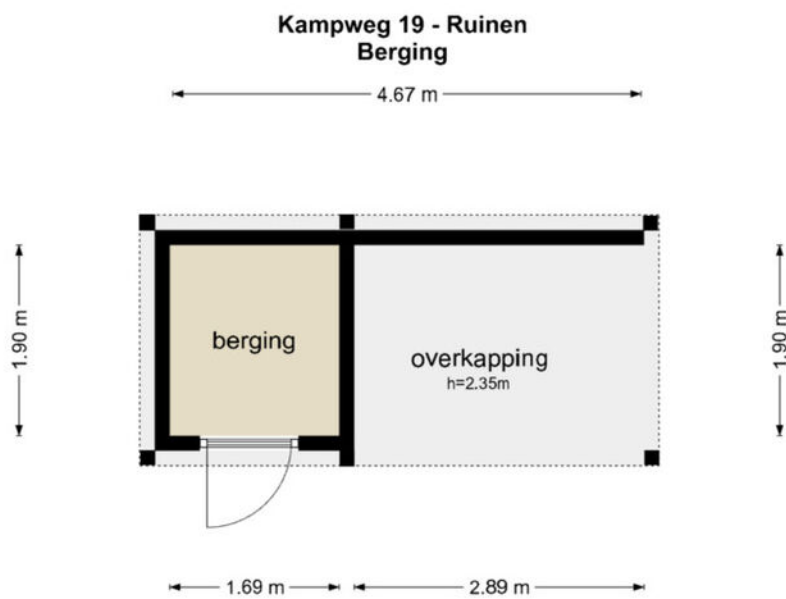 Kampweg 19 - Ruinen
Berging
4.67 m
1.90 m
berging
overkapping
h=2.35m
1.90 m
1.69 m
2.89 m